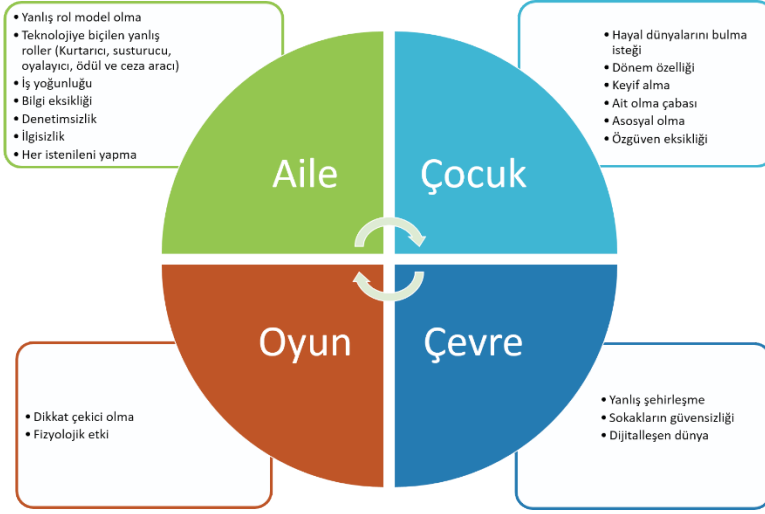 • Yanlış rol model olma
• Teknolojiye biçilen yanlış
roller (Kurtarıcı, susturucu,
oyalayıcı, ödül ve ceza aracı)
• İş yoğunluğu
• Bilgi eksikliği
• Denetimsizlik
• İlgisizlik
• Her istenileni yapma
• Hayal dünyalarını bulma
isteği
• Dönem özelliği
• Keyif alma
• Ait olma çabası
• Asosyal olma
• Özgüven eksikliği
Aile
Çocuk
Oyun
Çevre
• Dikkat çekici olma
• Fizyolojik etki
• Yanlış şehirleşme
• Sokakların güvensizliği
• Dijitalleşen dünya